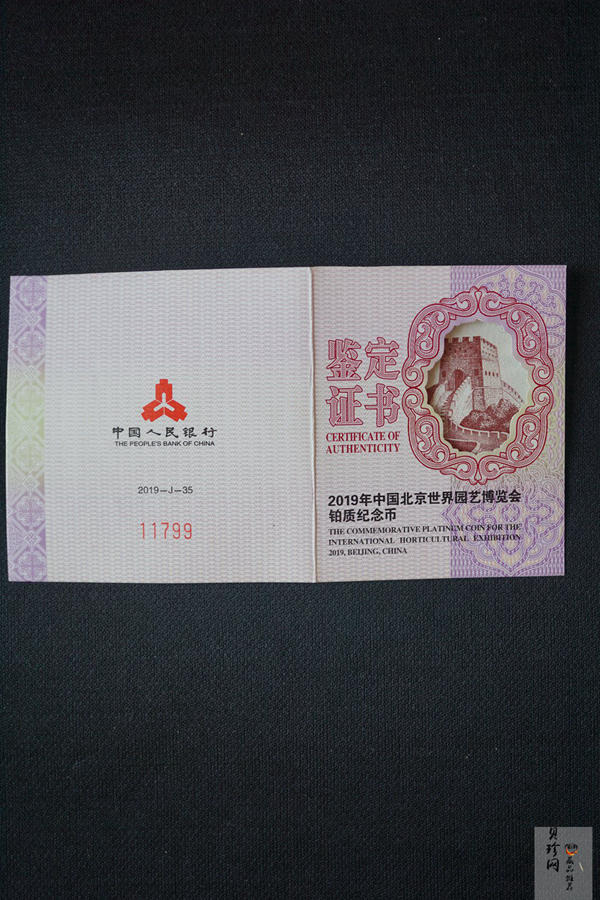 中国人民银行
THE PEOPLE'S BANK OF CHINA
2019—J—35
11799
鉴定
证书
CERTIFICATE OF
AUTHENTICITY
2019年中国北京世界园艺博览会
铂质纪念币
THE COMMEMORATIVE PLATINUM COIN FOR THE
INTERNATIONAL HORTICULTURAL EXHIBITION
2019, BEIJING, CHINA
贝珍网